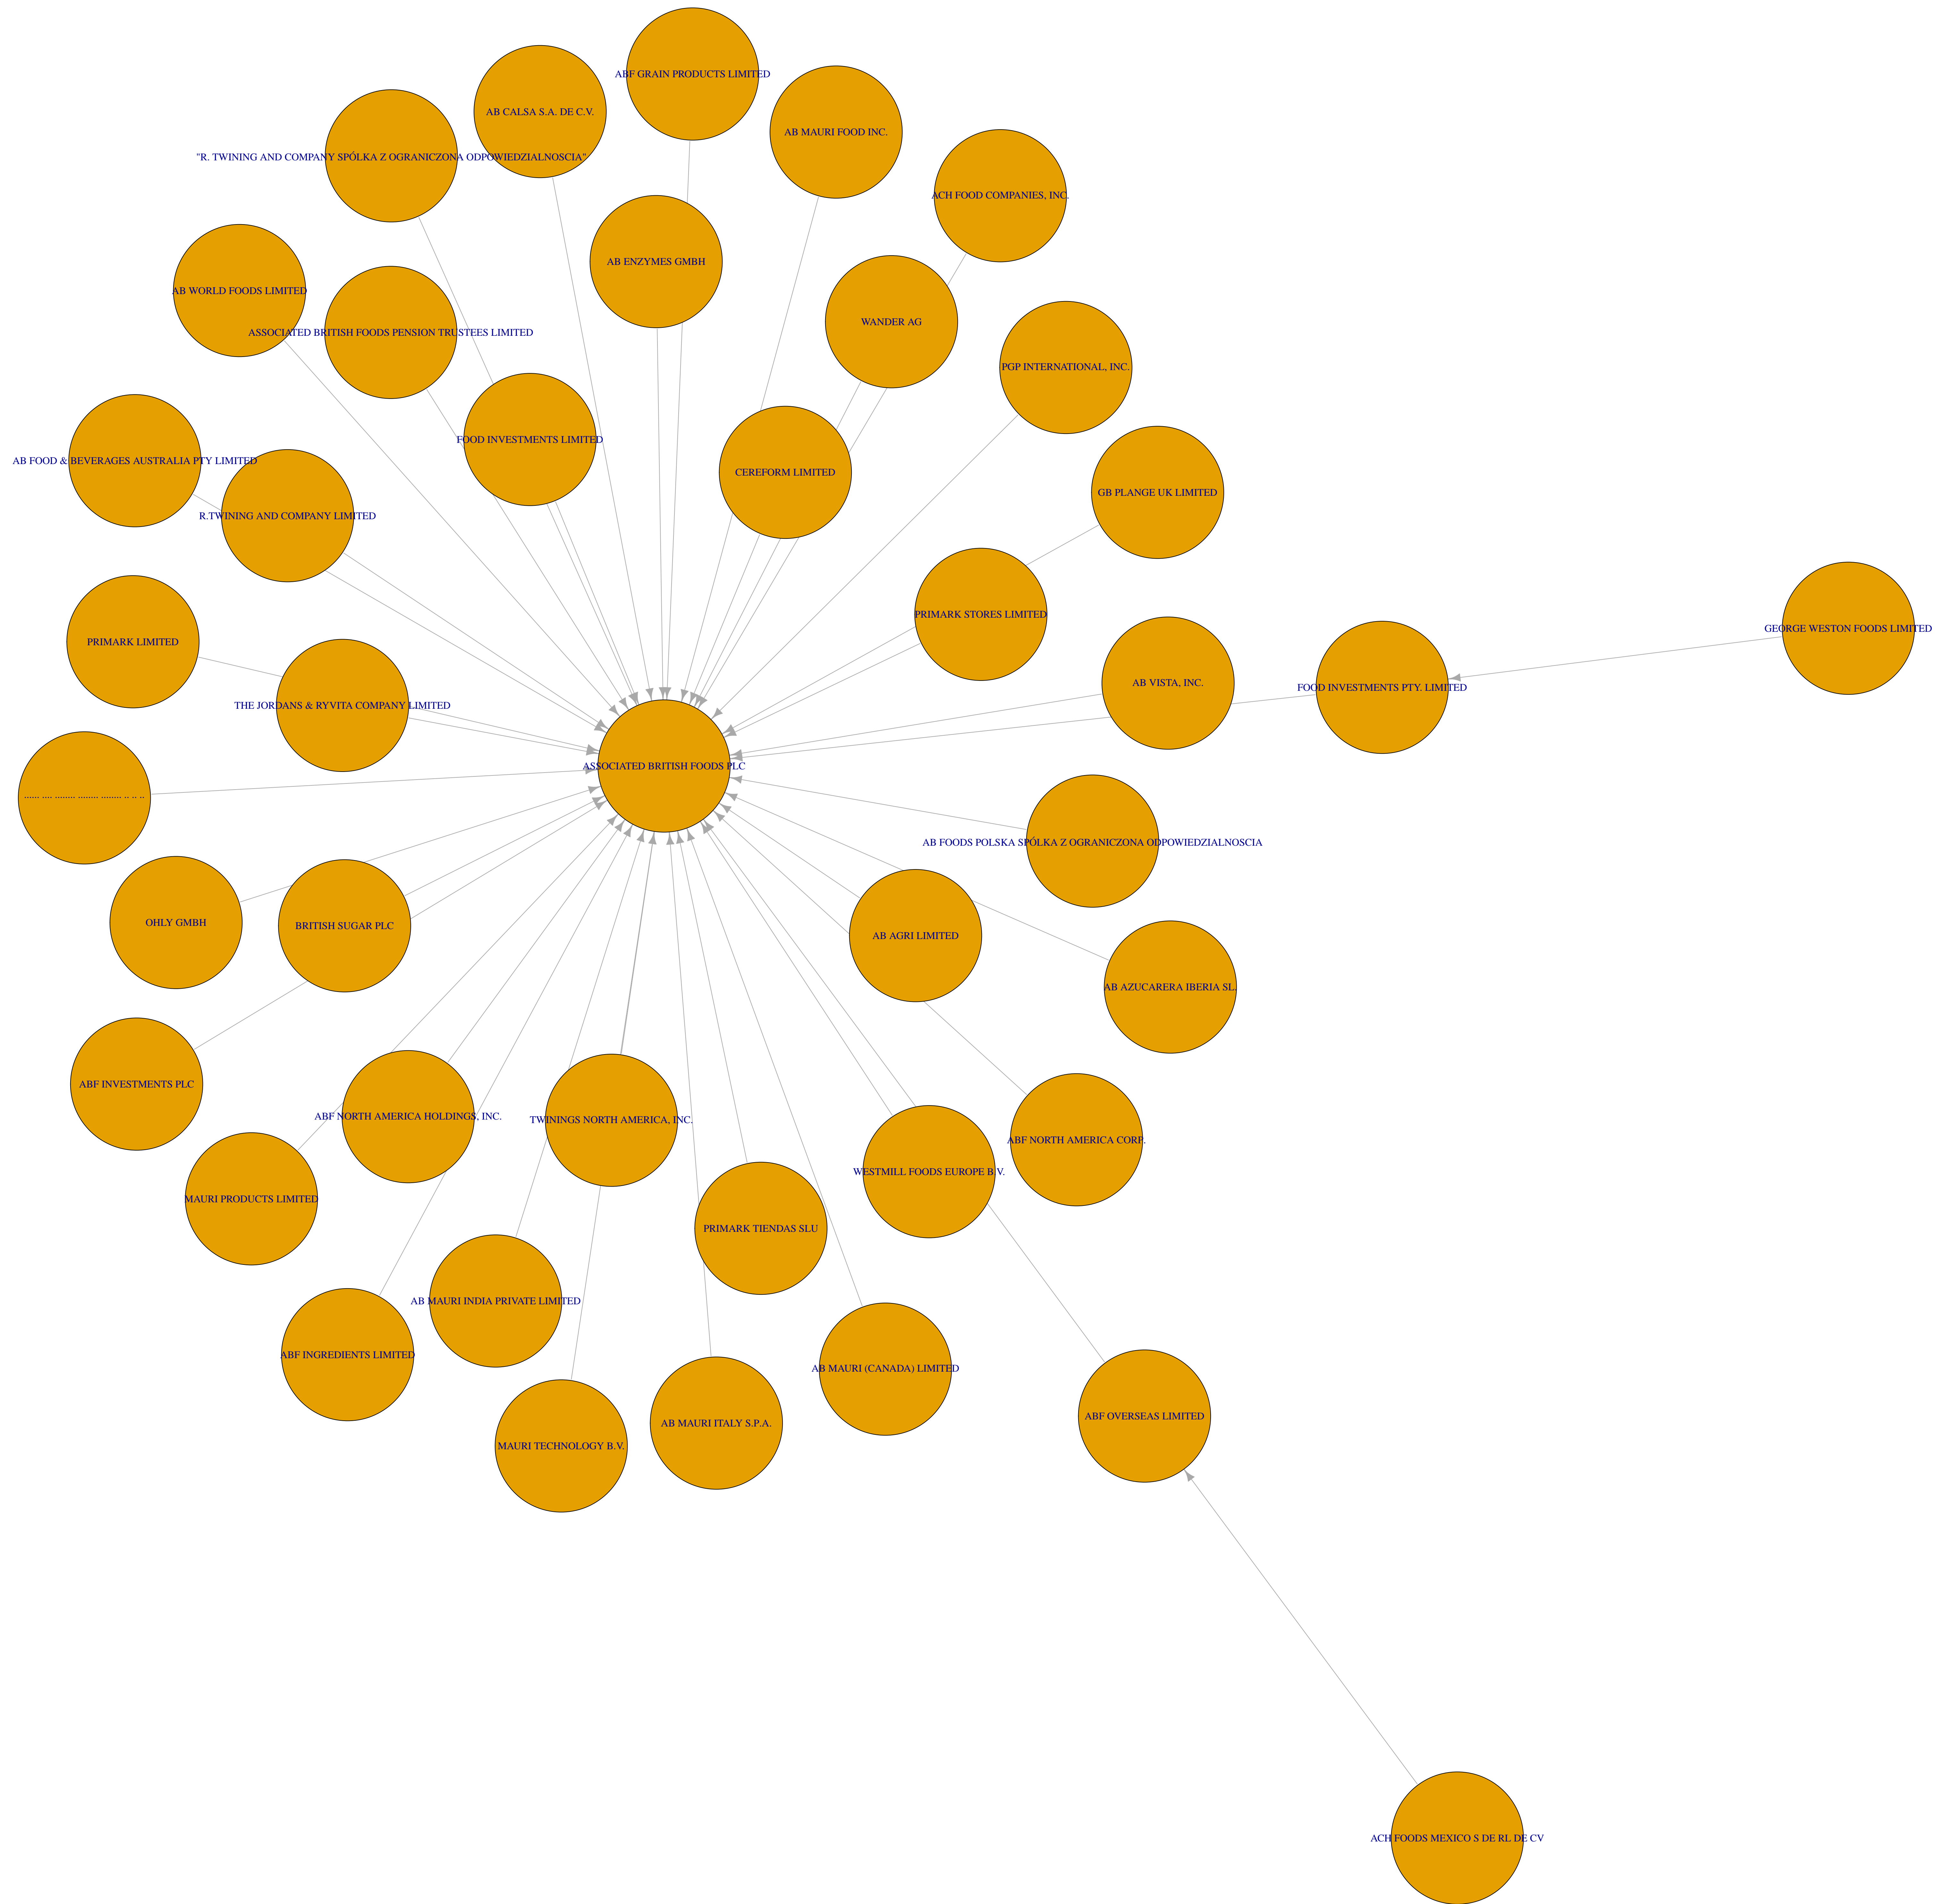 ABF GRAIN PRODUCTS LIMITED
AB CALSA S.A. DE C.V.
AB MAURI FOOD INC.
"R. TWINING AND COMPANY SPÓLKA Z OGRANICZONA ODPOWIEDZIALNOSCIA"
ACH FOOD COMPANIES, INC.
AB ENZYMES GMBH
AB WORLD FOODS LIMITED
WANDER AG
ASSOCIATED BRITISH FOODS PENSION TRUSTEES LIMITED
PGP INTERNATIONAL, INC.
FOOD INVESTMENTS LIMITED
AB FOOD & BEVERAGES AUSTRALIA PTY LIMITED
CEREFORM LIMITED
GB PLANGE UK LIMITED
R.TWINING AND COMPANY LIMITED
PRIMARK STORES LIMITED
GEORGE WESTON FOODS LIMITED
PRIMARK LIMITED
AB VISTA, INC.
FOOD INVESTMENTS PTY. LIMITED
THE JORDANS & RYVITA COMPANY LIMITED
ASSOCIATED BRITISH FOODS PLC
...... .... ........ ........ ........ .. .. ..
AB FOODS POLSKA SPÓLKA Z OGRANICZONA ODPOWIEDZIALNOSCIA
OHLY GMBH
BRITISH SUGAR PLC
AB AGRI LIMITED
AB AZUCARERA IBERIA SL.
ABF INVESTMENTS PLC
ABF NORTH AMERICA HOLDINGS, INC.
TWININGS NORTH AMERICA, INC.
ABF NORTH AMERICA CORP.
WESTMILL FOODS EUROPE B.V.
MAURI PRODUCTS LIMITED
PRIMARK TIENDAS SLU
AB MAURI INDIA PRIVATE LIMITED
ABF INGREDIENTS LIMITED
AB MAURI (CANADA) LIMITED
ABF OVERSEAS LIMITED
AB MAURI ITALY S.P.A.
MAURI TECHNOLOGY B.V.
ACH FOODS MEXICO S DE RL DE CV